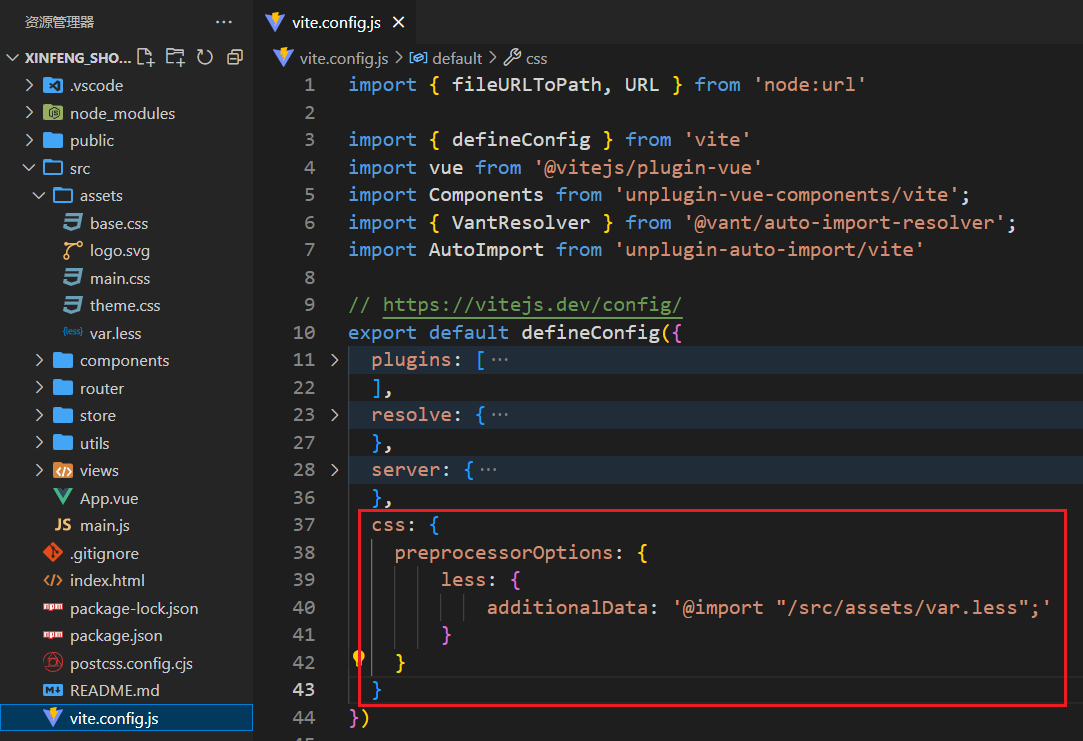 资源管理器 ···
XINFENG_SHO...
.vscode
node_modules
public
src
assets
base.css
logo.svg
main.css
theme.css
{less} var.less
components
router
store
utils
views
App.vue
JS main.js
.gitignore
index.html
npm package-lock.json
npm package.json
postcss.config.cjs
README.md
vite.config.js
vite.config.js ×
vite.config.js > default > css
1 import { fileURLToPath, URL } from 'node:url'
2
3 import { defineConfig } from 'vite'
4 import vue from '@vitejs/plugin-vue'
5 import Components from 'unplugin-vue-components/vite';
6 import { VantResolver } from '@vant/auto-import-resolver';
7 import AutoImport from 'unplugin-auto-import/vite'
8
9 // https://vitejs.dev/config/
10 export default defineConfig({
11 > plugins: [ ···
22 ],
23 > resolve: { ···
27 },
28 > server: { ···
36 },
37 css: {
38 preprocessorOptions: {
39 less: {
40 additionalData: '@import "/src/assets/var.less";'
41 }
42 }
43 }
44 })